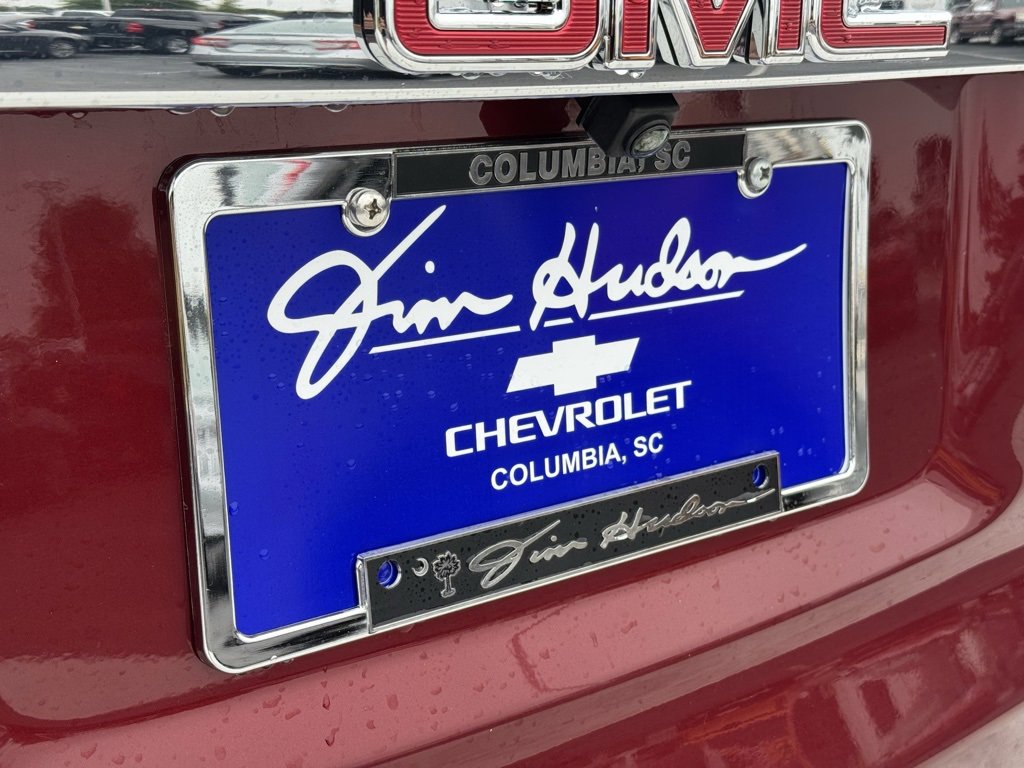 GMC
COLUMBIA, SC
Jim Hudson
CHEVROLET
COLUMBIA, SC
Jim Hudson